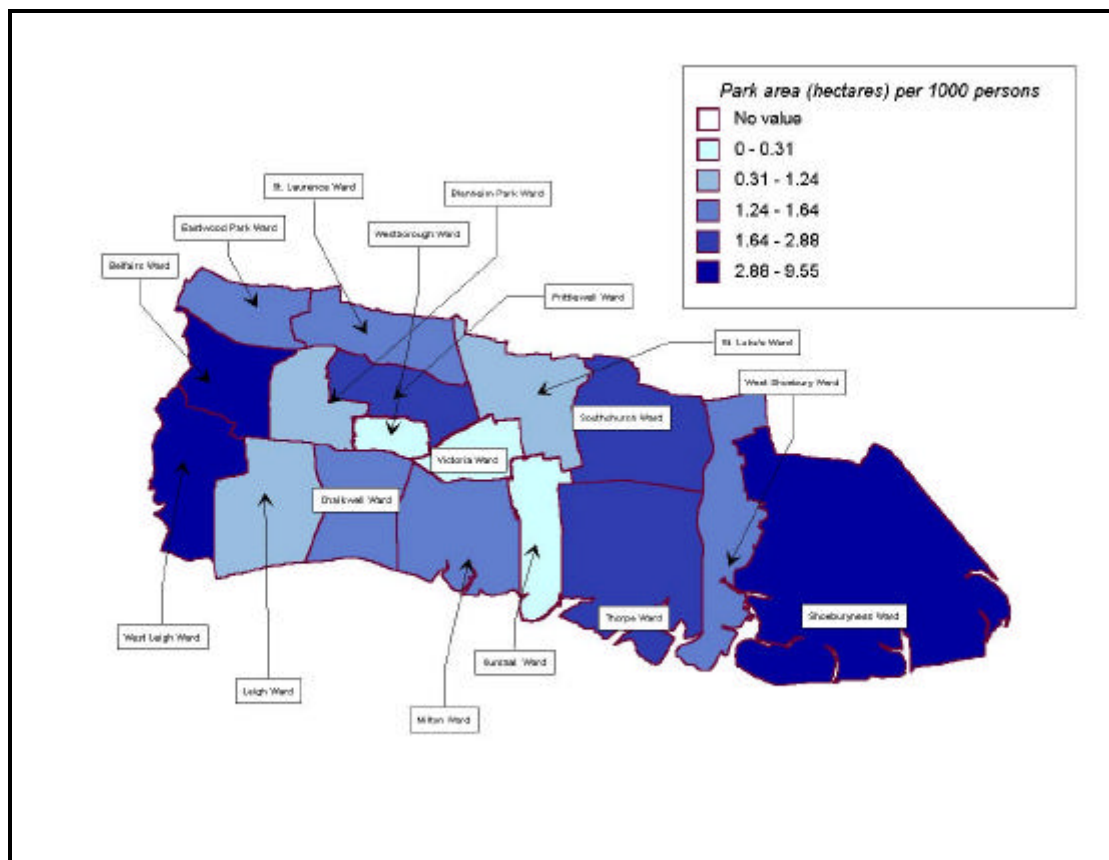 Park area (hectares) per 1000 persons
No value
0 - 0.31
0.31 - 1.24
1.24 - 1.64
1.64 - 2.88
2.88 - 9.55
St. Laurence Ward
Blenheim Park Ward
Eastwood Park Ward
Westborough Ward
Belfairs Ward
Prittlewell Ward
St. Luke's Ward
West Shoebury Ward
Southchurch Ward
Victoria Ward
Chalkwell Ward
Thorpe Ward
Shoeburyness Ward
West Leigh Ward
Kursaal Ward
Leigh Ward
Milton Ward